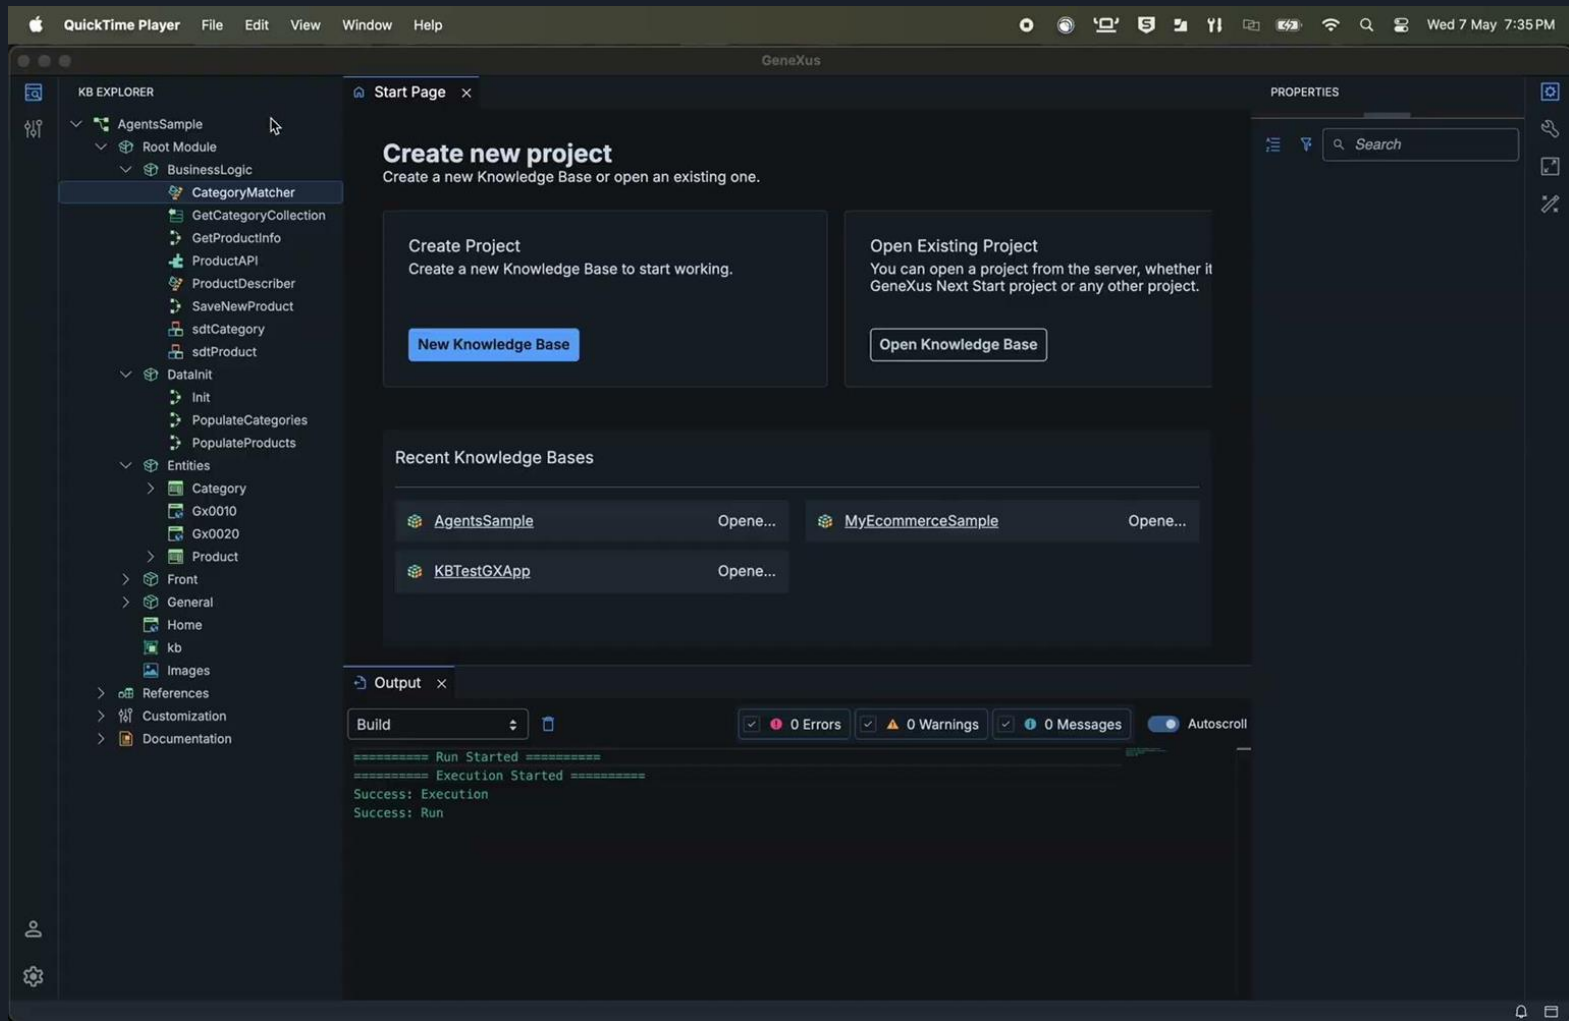 QuickTime Player File Edit View Window Help Wed 7 May 7:35 PM
GeneXus
KB EXPLORER
AgentsSample
Root Module
BusinessLogic
CategoryMatcher
GetCategoryCollection
GetProductInfo
ProductAPI
ProductDescriber
SaveNewProduct
sdtCategory
sdtProduct
DataInit
Init
PopulateCategories
PopulateProducts
Entities
Category
Gx0010
Gx0020
Product
Front
General
Home
kb
Images
References
Customization
Documentation
Start Page
Create new project
Create a new Knowledge Base or open an existing one.
Create Project
Create a new Knowledge Base to start working.
New Knowledge Base
Open Existing Project
You can open a project from the server, whether it
GeneXus Next Start project or any other project.
Open Knowledge Base
Recent Knowledge Bases
AgentsSample Opene...
MyEcommerceSample Opene...
KBTestGXApp Opene...
Output
Build 0 Errors 0 Warnings 0 Messages Autoscroll
========== Run Started ==========
========== Execution Started ==========
Success: Execution
Success: Run
PROPERTIES
Search